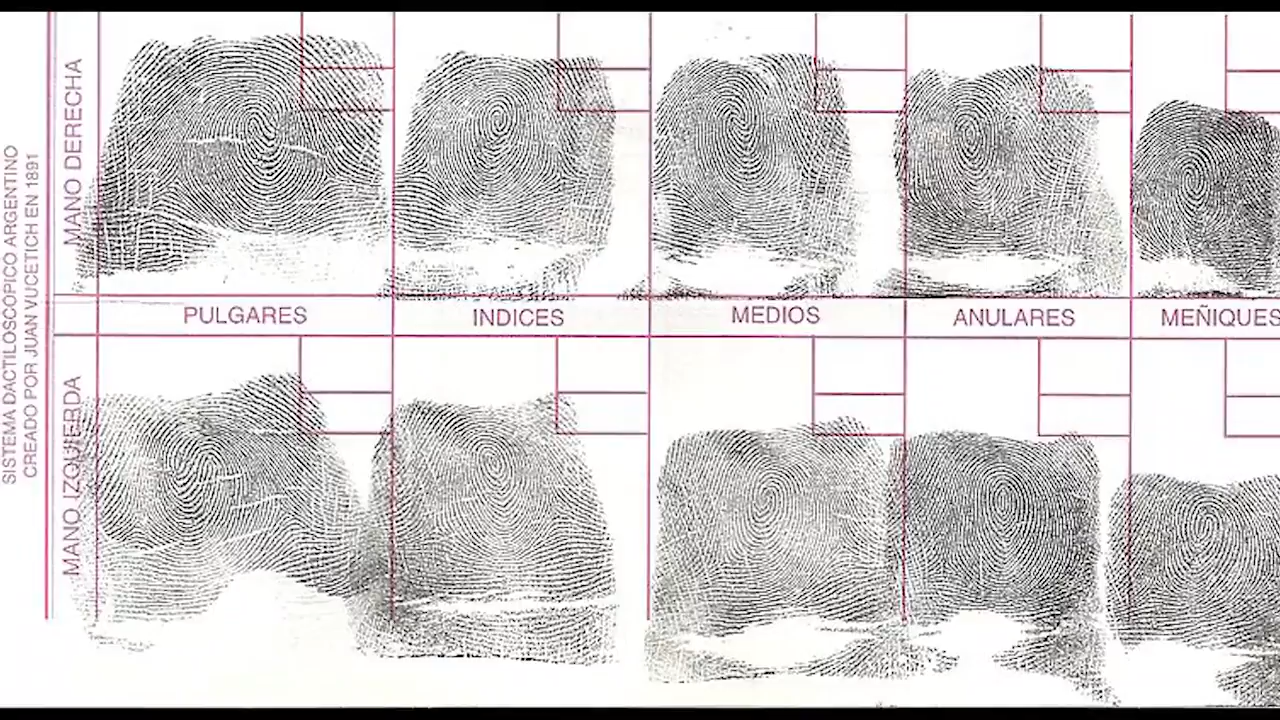 SISTEMA DACTILOSCOPICO ARGENTINO
CREADO POR JUAN VUCETICH EN 1891
MANO DERECHA
PULGARES
INDICES
MEDIOS
ANULARES
MEÑIQUES
MANO IZQUIERDA